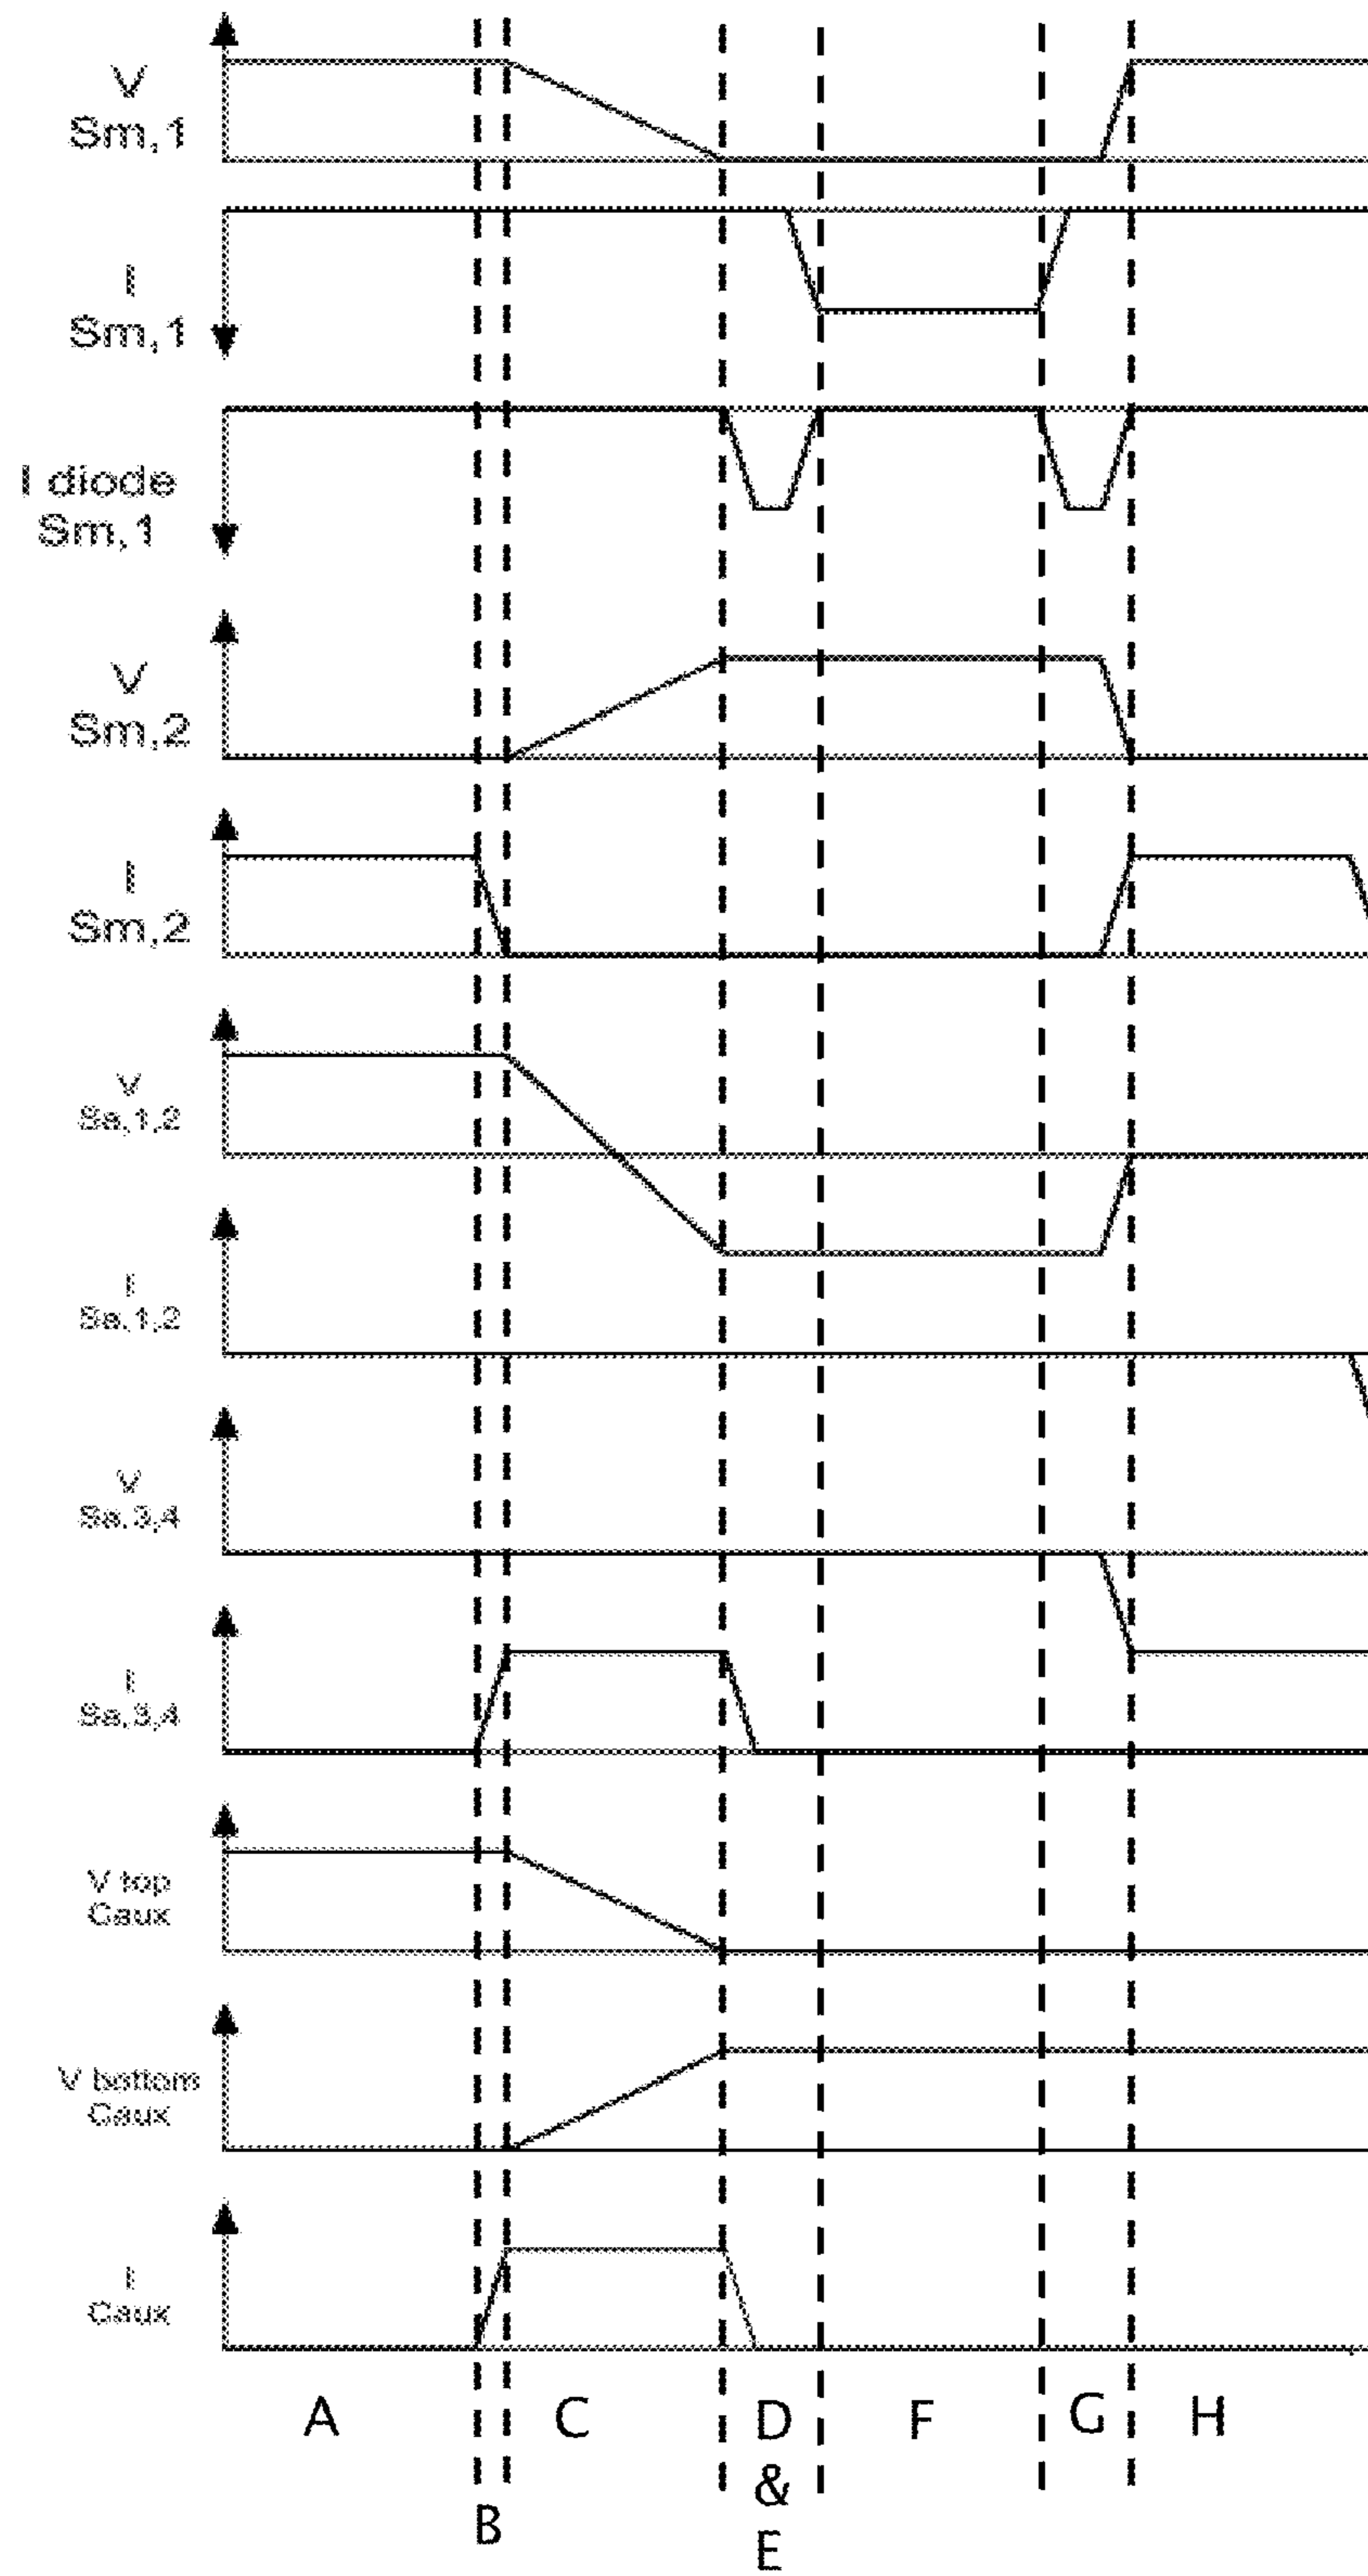 V
Sm,1
I
Sm,1
I diode
Sm,1
V
Sm,2
I
Sm,2
V
Sa,1,2
I
Sa,1,2
V
Sa,3,4
I
Sa,3,4
V top
Caux
V bottom
Caux
I
Caux
A
B
C
D
&
E
F
G
H